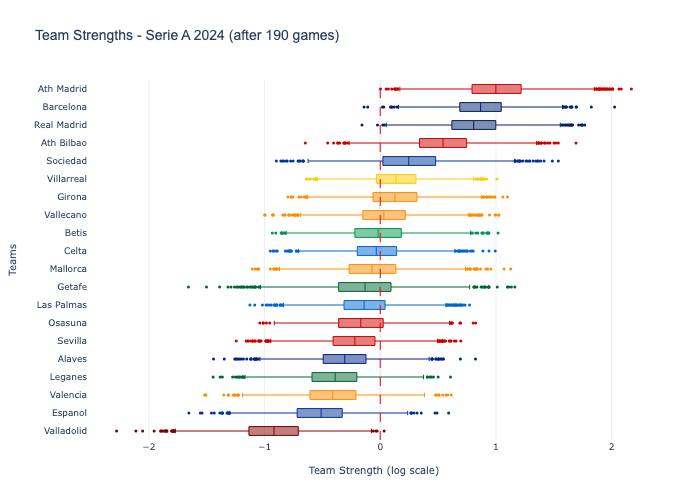 Team Strengths - Serie A 2024 (after 190 games)
Ath Madrid
Barcelona
Real Madrid
Ath Bilbao
Sociedad
Villarreal
Girona
Vallecano
Betis
Celta
Mallorca
Getafe
Las Palmas
Osasuna
Sevilla
Alaves
Leganes
Valencia
Espanol
Valladolid
Teams
−2 −1 0 1 2
Team Strength (log scale)